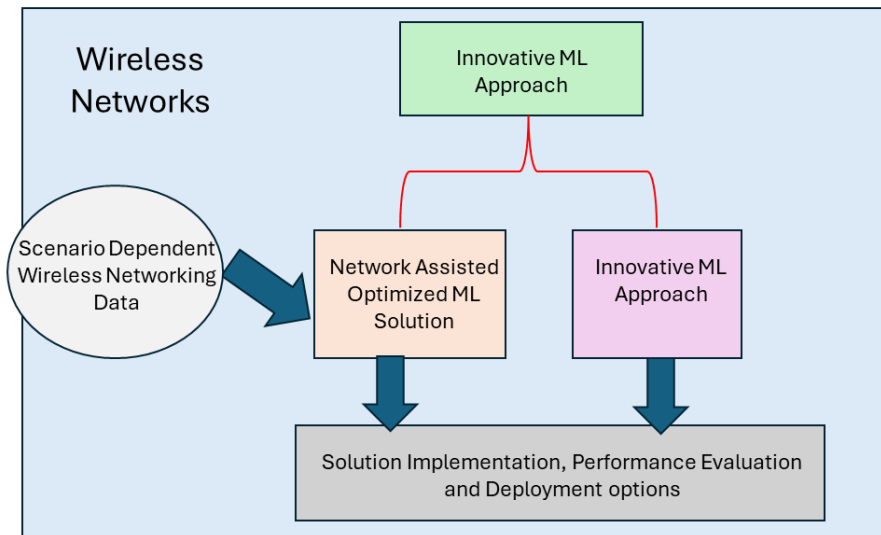 Wireless
Networks
Innovative ML
Approach
Scenario Dependent
Wireless Networking
Data
Network Assisted
Optimized ML
Solution
Innovative ML
Approach
Solution Implementation, Performance Evaluation
and Deployment options